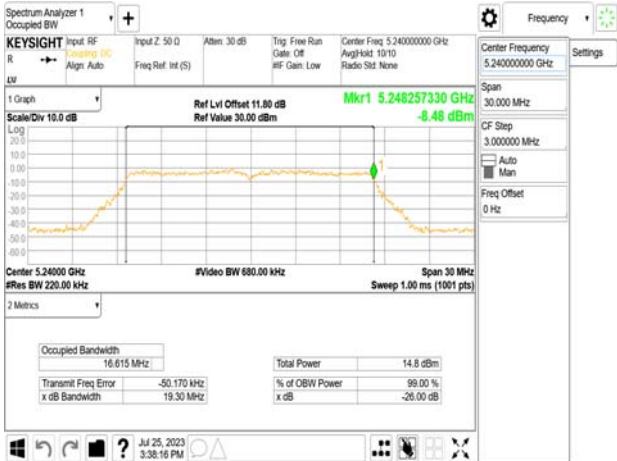 Spectrum Analyzer 1
Occupied BW
+
Frequency
KEYSIGHT
Input: RF
Coupling: DC
Align: Auto
Input Z: 50 Ω
Freq Ref: Int (S)
Atten: 30 dB
Trig: Free Run
Gate: Off
#IF Gain: Low
Center Freq: 5.240000000 GHz
Avg|Hold: 10/10
Radio Std: None
R
LU
Center Frequency
5.240000000 GHz
Settings
Span
30.000 MHz
CF Step
3.000000 MHz
Auto
Man
Freq Offset
0 Hz
1 Graph
Ref Lvl Offset 11.80 dB
Mkr1 5.248257330 GHz
Scale/Div 10.0 dB
Ref Value 30.00 dBm
-8.48 dBm
Log
20.0
10.0
0.00
-10.0
-20.0
-30.0
-40.0
-50.0
-60.0
1
Center 5.24000 GHz
#Video BW 680.00 kHz
Span 30 MHz
#Res BW 220.00 kHz
Sweep 1.00 ms (1001 pts)
2 Metrics
Occupied Bandwidth
16.615 MHz
Total Power
14.8 dBm
Transmit Freq Error
-50.170 kHz
% of OBW Power
99.00 %
x dB Bandwidth
19.30 MHz
x dB
-26.00 dB
?
Jul 25, 2023
3:38:16 PM